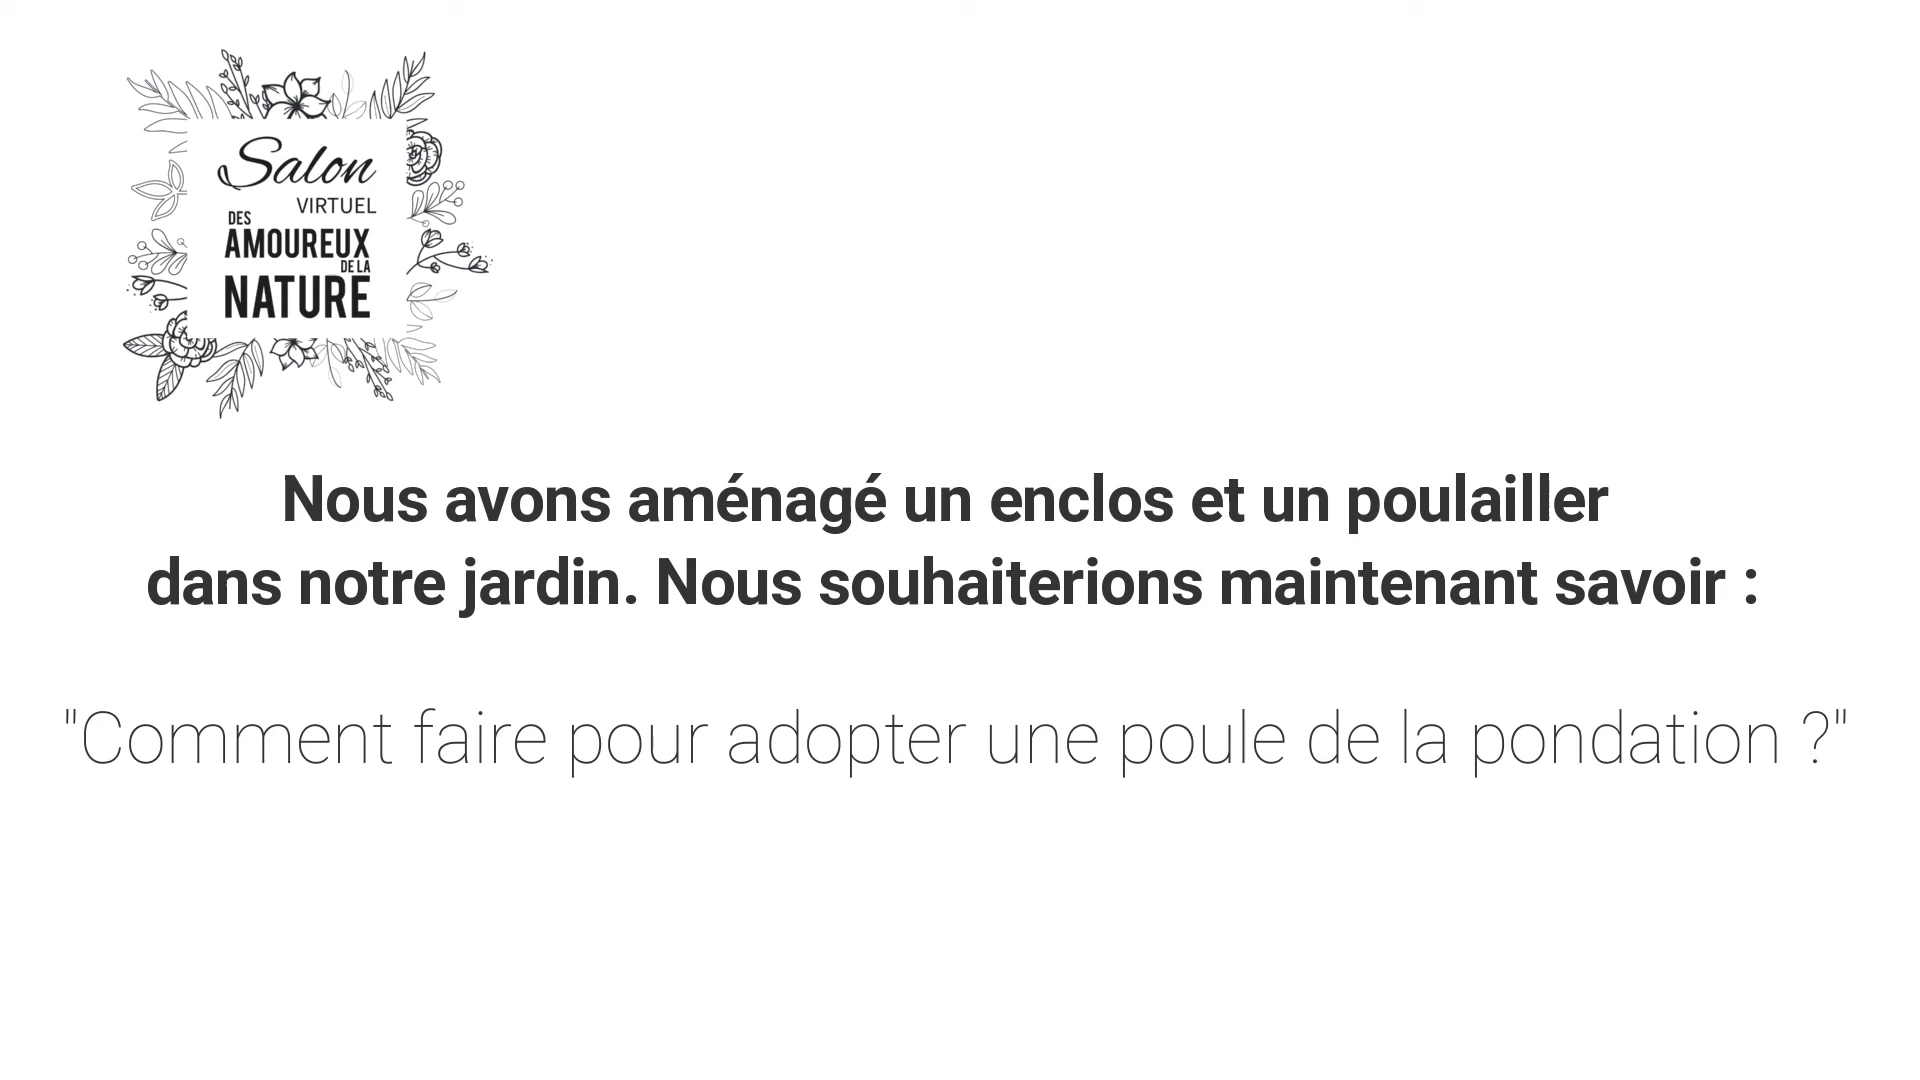 Salon
VIRTUEL
DES
AMOUREUX
DE LA
NATURE
Nous avons aménagé un enclos et un poulailler
dans notre jardin. Nous souhaiterions maintenant savoir :
"Comment faire pour adopter une poule de la pondation ?"